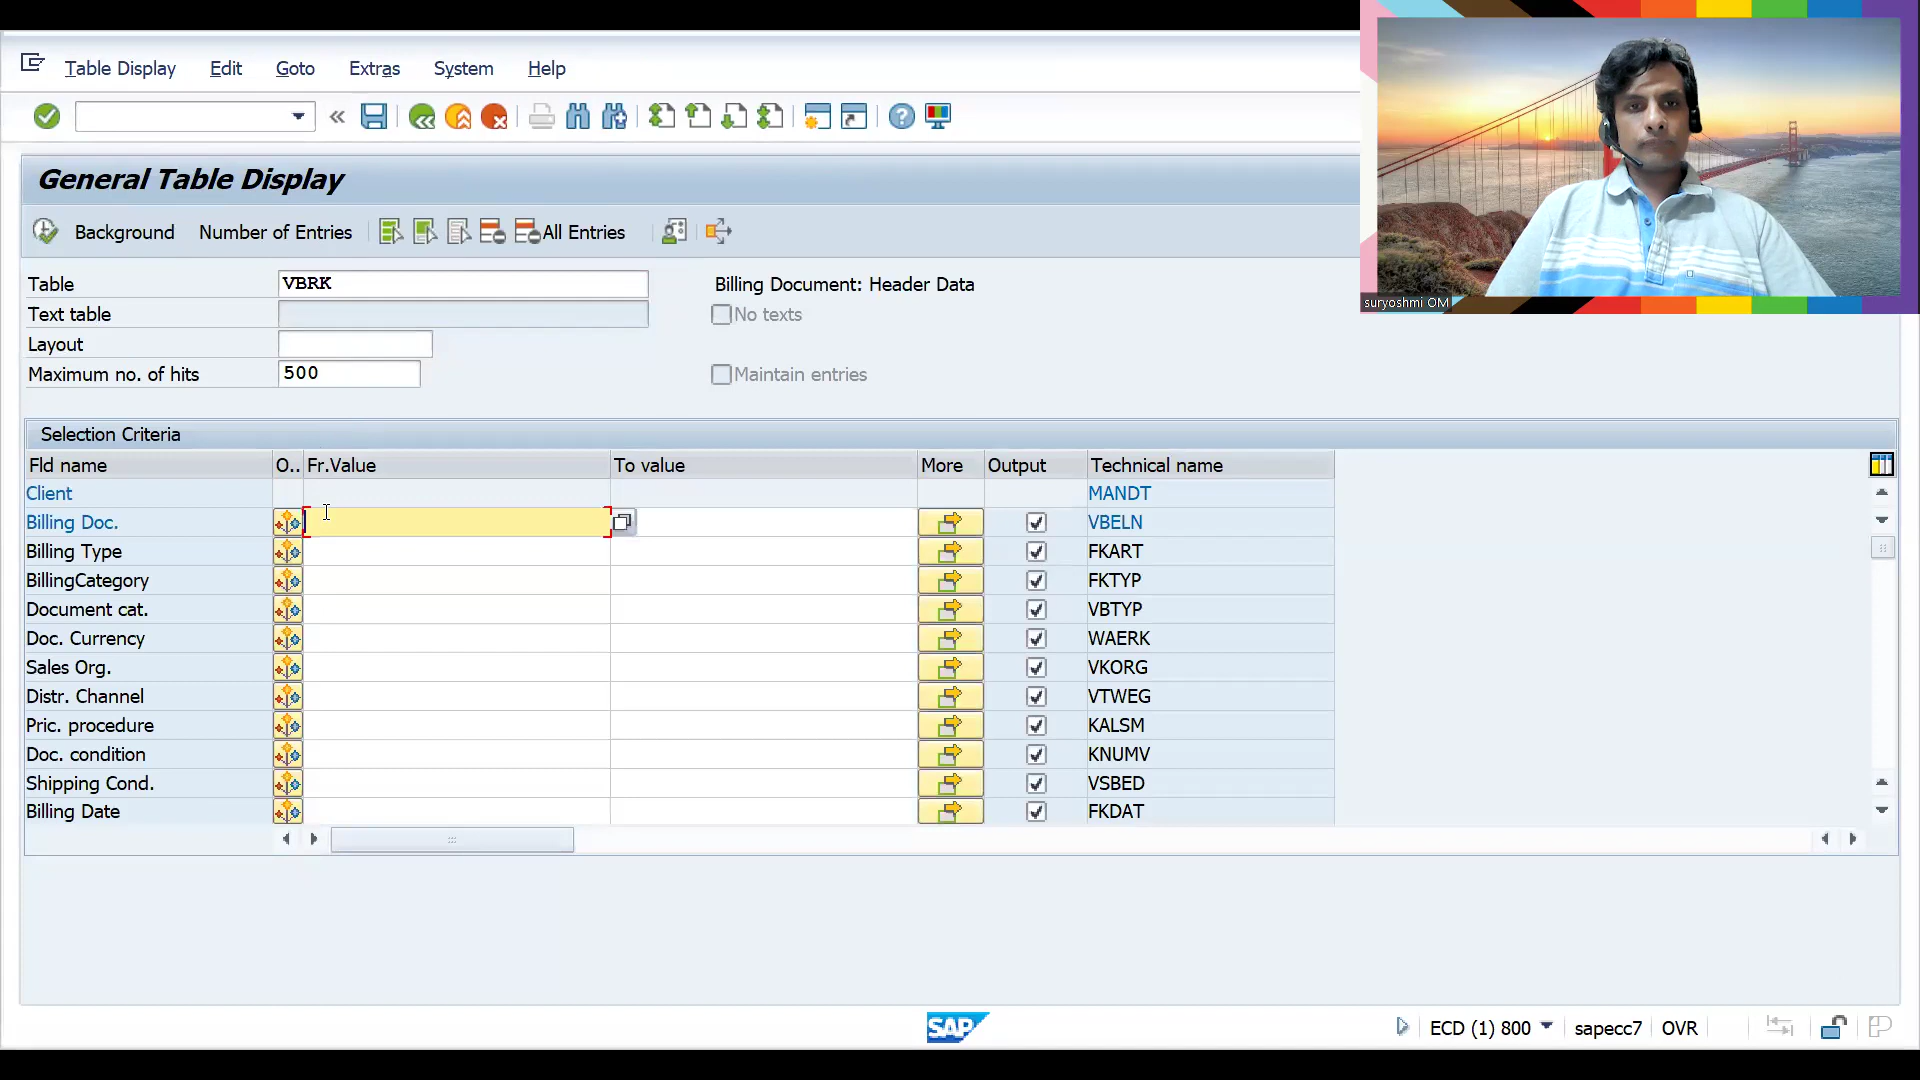 Table Display Edit Goto Extras System Help
General Table Display
Background Number of Entries All Entries
Table VBRK Billing Document: Header Data
Text table No texts
Layout
Maximum no. of hits 500 Maintain entries
Selection Criteria
Fld name O.. Fr.Value To value More Output Technical name
Client MANDT
Billing Doc. VBELN
Billing Type FKART
BillingCategory FKTYP
Document cat. VBTYP
Doc. Currency WAERK
Sales Org. VKORG
Distr. Channel VTWEG
Pric. procedure KALSM
Doc. condition KNUMV
Shipping Cond. VSBED
Billing Date FKDAT
SAP ECD (1) 800 sapecc7 OVR
suryoshmi OM